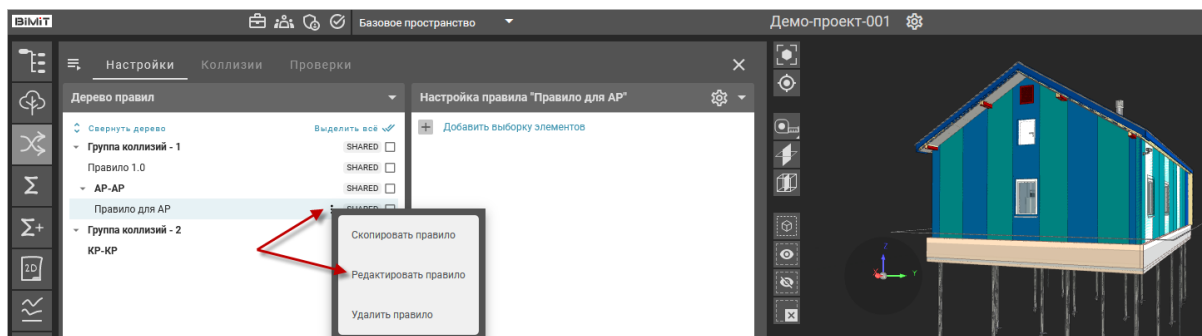 BIMIT
Базовое пространство
Демо-проект-001
Настройки Коллизии Проверки
Дерево правил
Настройка правила "Правило для АР"
Свернуть дерево Выделить всё
Добавить выборку элементов
Группа коллизий - 1 SHARED
Правило 1.0 SHARED
АР-АР SHARED
Правило для АР SHARED
Группа коллизий - 2
КР-КР
Скопировать правило
Редактировать правило
Удалить правило
Σ
Σ+
2D
Z
X
Y